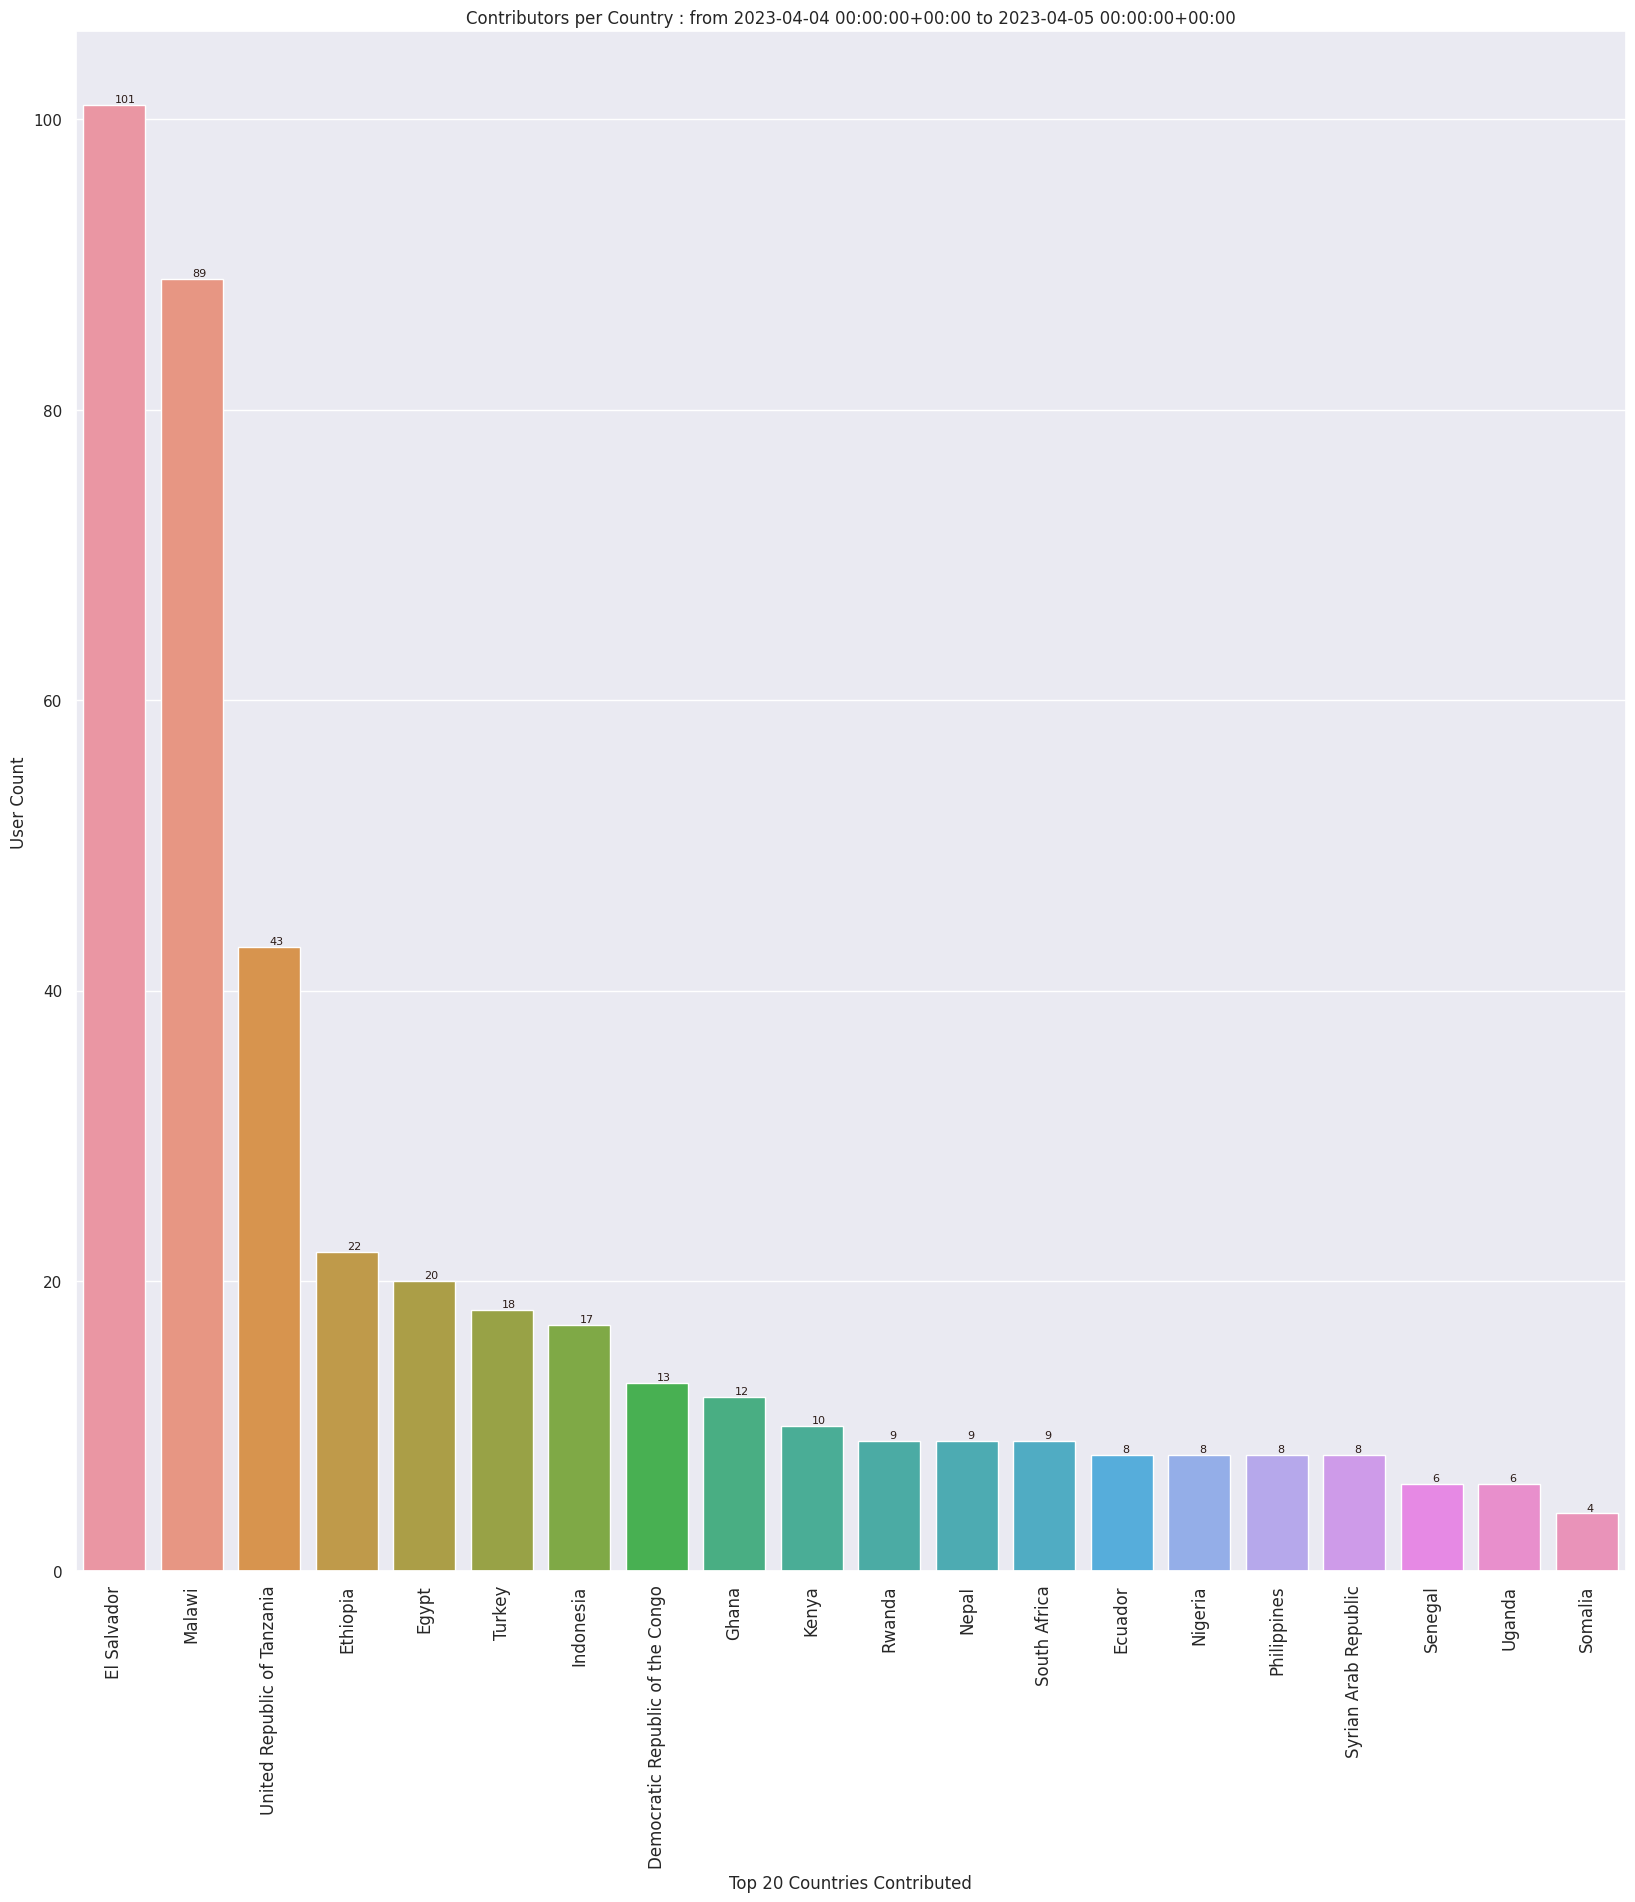 Contributors per Country : from 2023-04-04 00:00:00+00:00 to 2023-04-05 00:00:00+00:00
User Count
100
80
60
40
20
0
101
89
43
22
20
18
17
13
12
10
9
9
9
8
8
8
8
6
6
4
El Salvador
Malawi
United Republic of Tanzania
Ethiopia
Egypt
Turkey
Indonesia
Democratic Republic of the Congo
Ghana
Kenya
Rwanda
Nepal
South Africa
Ecuador
Nigeria
Philippines
Syrian Arab Republic
Senegal
Uganda
Somalia
Top 20 Countries Contributed